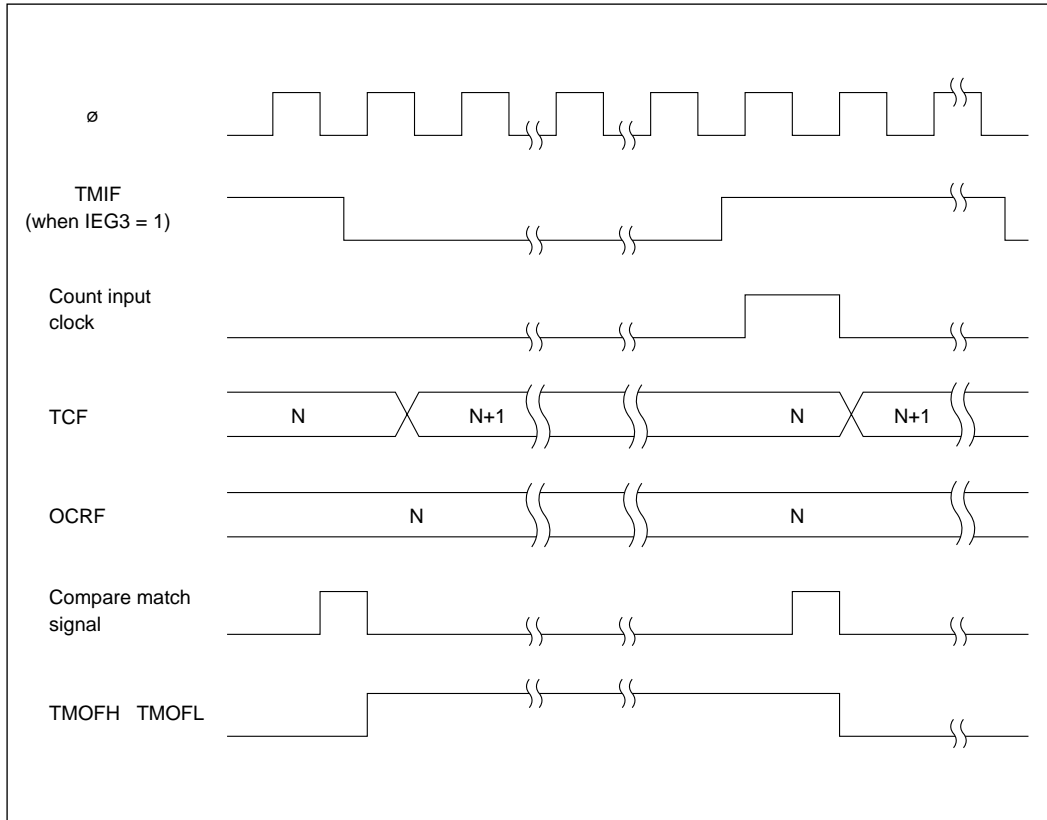 ø
TMIF
(when IEG3 = 1)
Count input
clock
TCF N N+1 N N+1
OCRF N N
Compare match
signal
TMOFH TMOFL